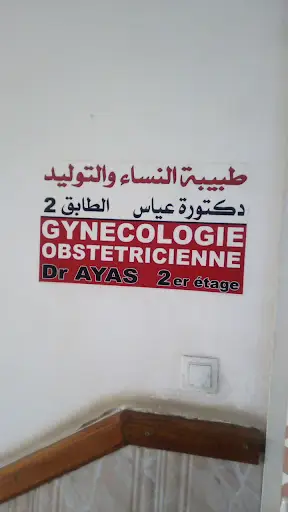 طبيبة النساء والتوليد
دكتورة عياس الطابق 2
GYNECOLOGIE
OBSTETRICIENNE
Dr AYAS 2er étage